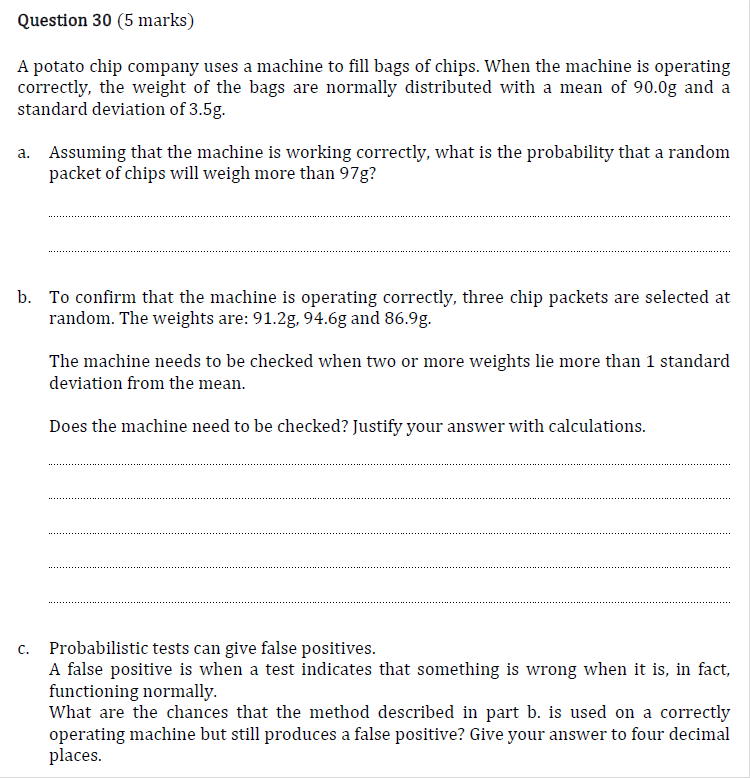 Question 30 (5 marks)
A potato chip company uses a machine to fill bags of chips. When the machine is operating
correctly, the weight of the bags are normally distributed with a mean of 90.0g and a
standard deviation of 3.5g.
a. Assuming that the machine is working correctly, what is the probability that a random
packet of chips will weigh more than 97g?
b. To confirm that the machine is operating correctly, three chip packets are selected at
random. The weights are: 91.2g, 94.6g and 86.9g.
The machine needs to be checked when two or more weights lie more than 1 standard
deviation from the mean.
Does the machine need to be checked? Justify your answer with calculations.
c. Probabilistic tests can give false positives.
A false positive is when a test indicates that something is wrong when it is, in fact,
functioning normally.
What are the chances that the method described in part b. is used on a correctly
operating machine but still produces a false positive? Give your answer to four decimal
places.